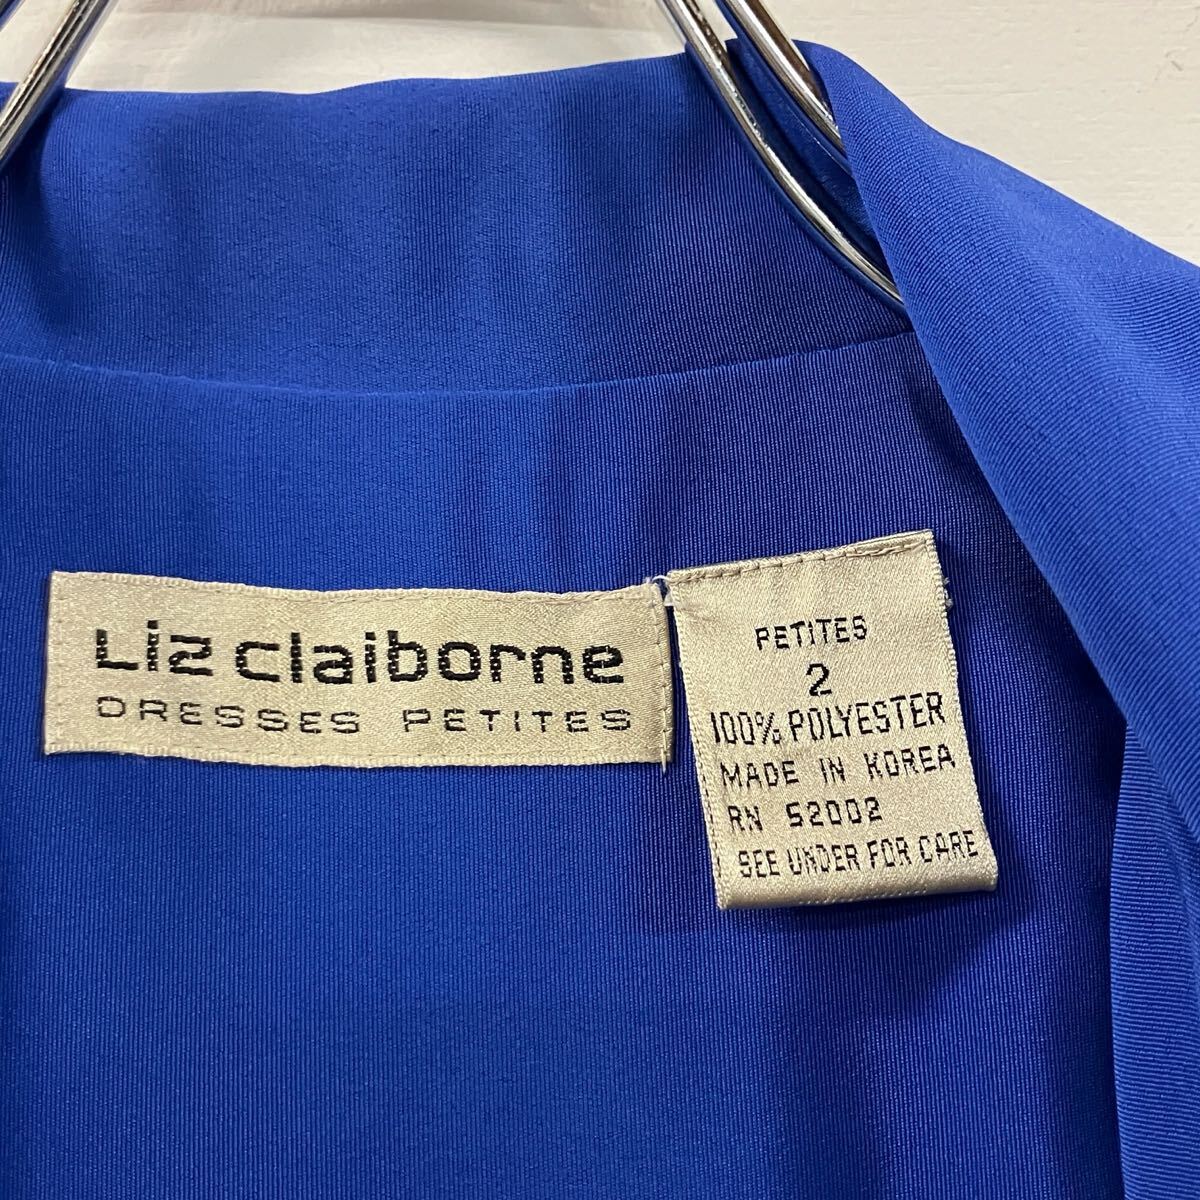 Liz claiborne
DRESSES PETITES
PETITES
2
100% POLYESTER
MADE IN KOREA
RN 52002
SEE UNDER FOR CARE